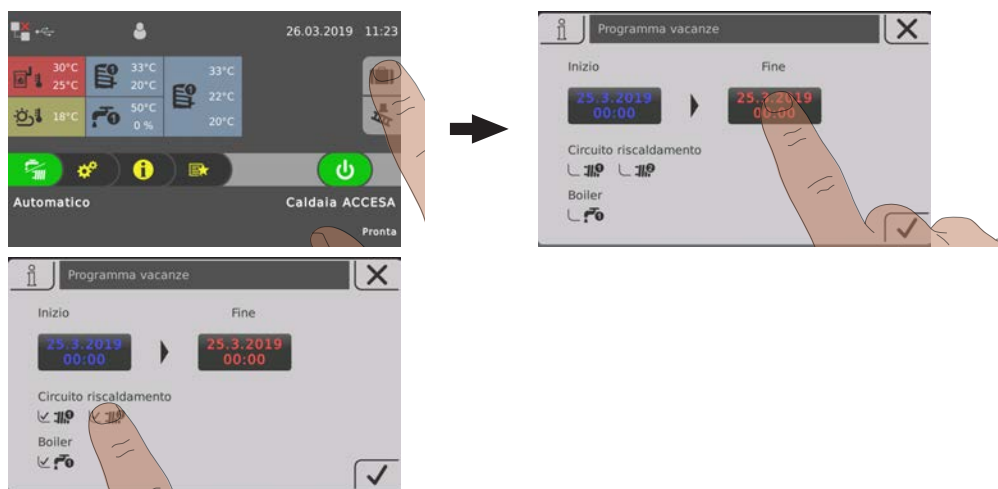 26.03.2019 11:23
30°C
25°C
33°C
20°C
33°C
22°C
20°C
18°C
50°C
0 %
Automatico
Caldaia ACCESA
Pronta
Programma vacanze
Inizio
Fine
25.3.2019
00:00
25.3.2019
00:00
Circuito riscaldamento
Boiler
Programma vacanze
Inizio
Fine
25.3.2019
00:00
25.3.2019
00:00
Circuito riscaldamento
Boiler